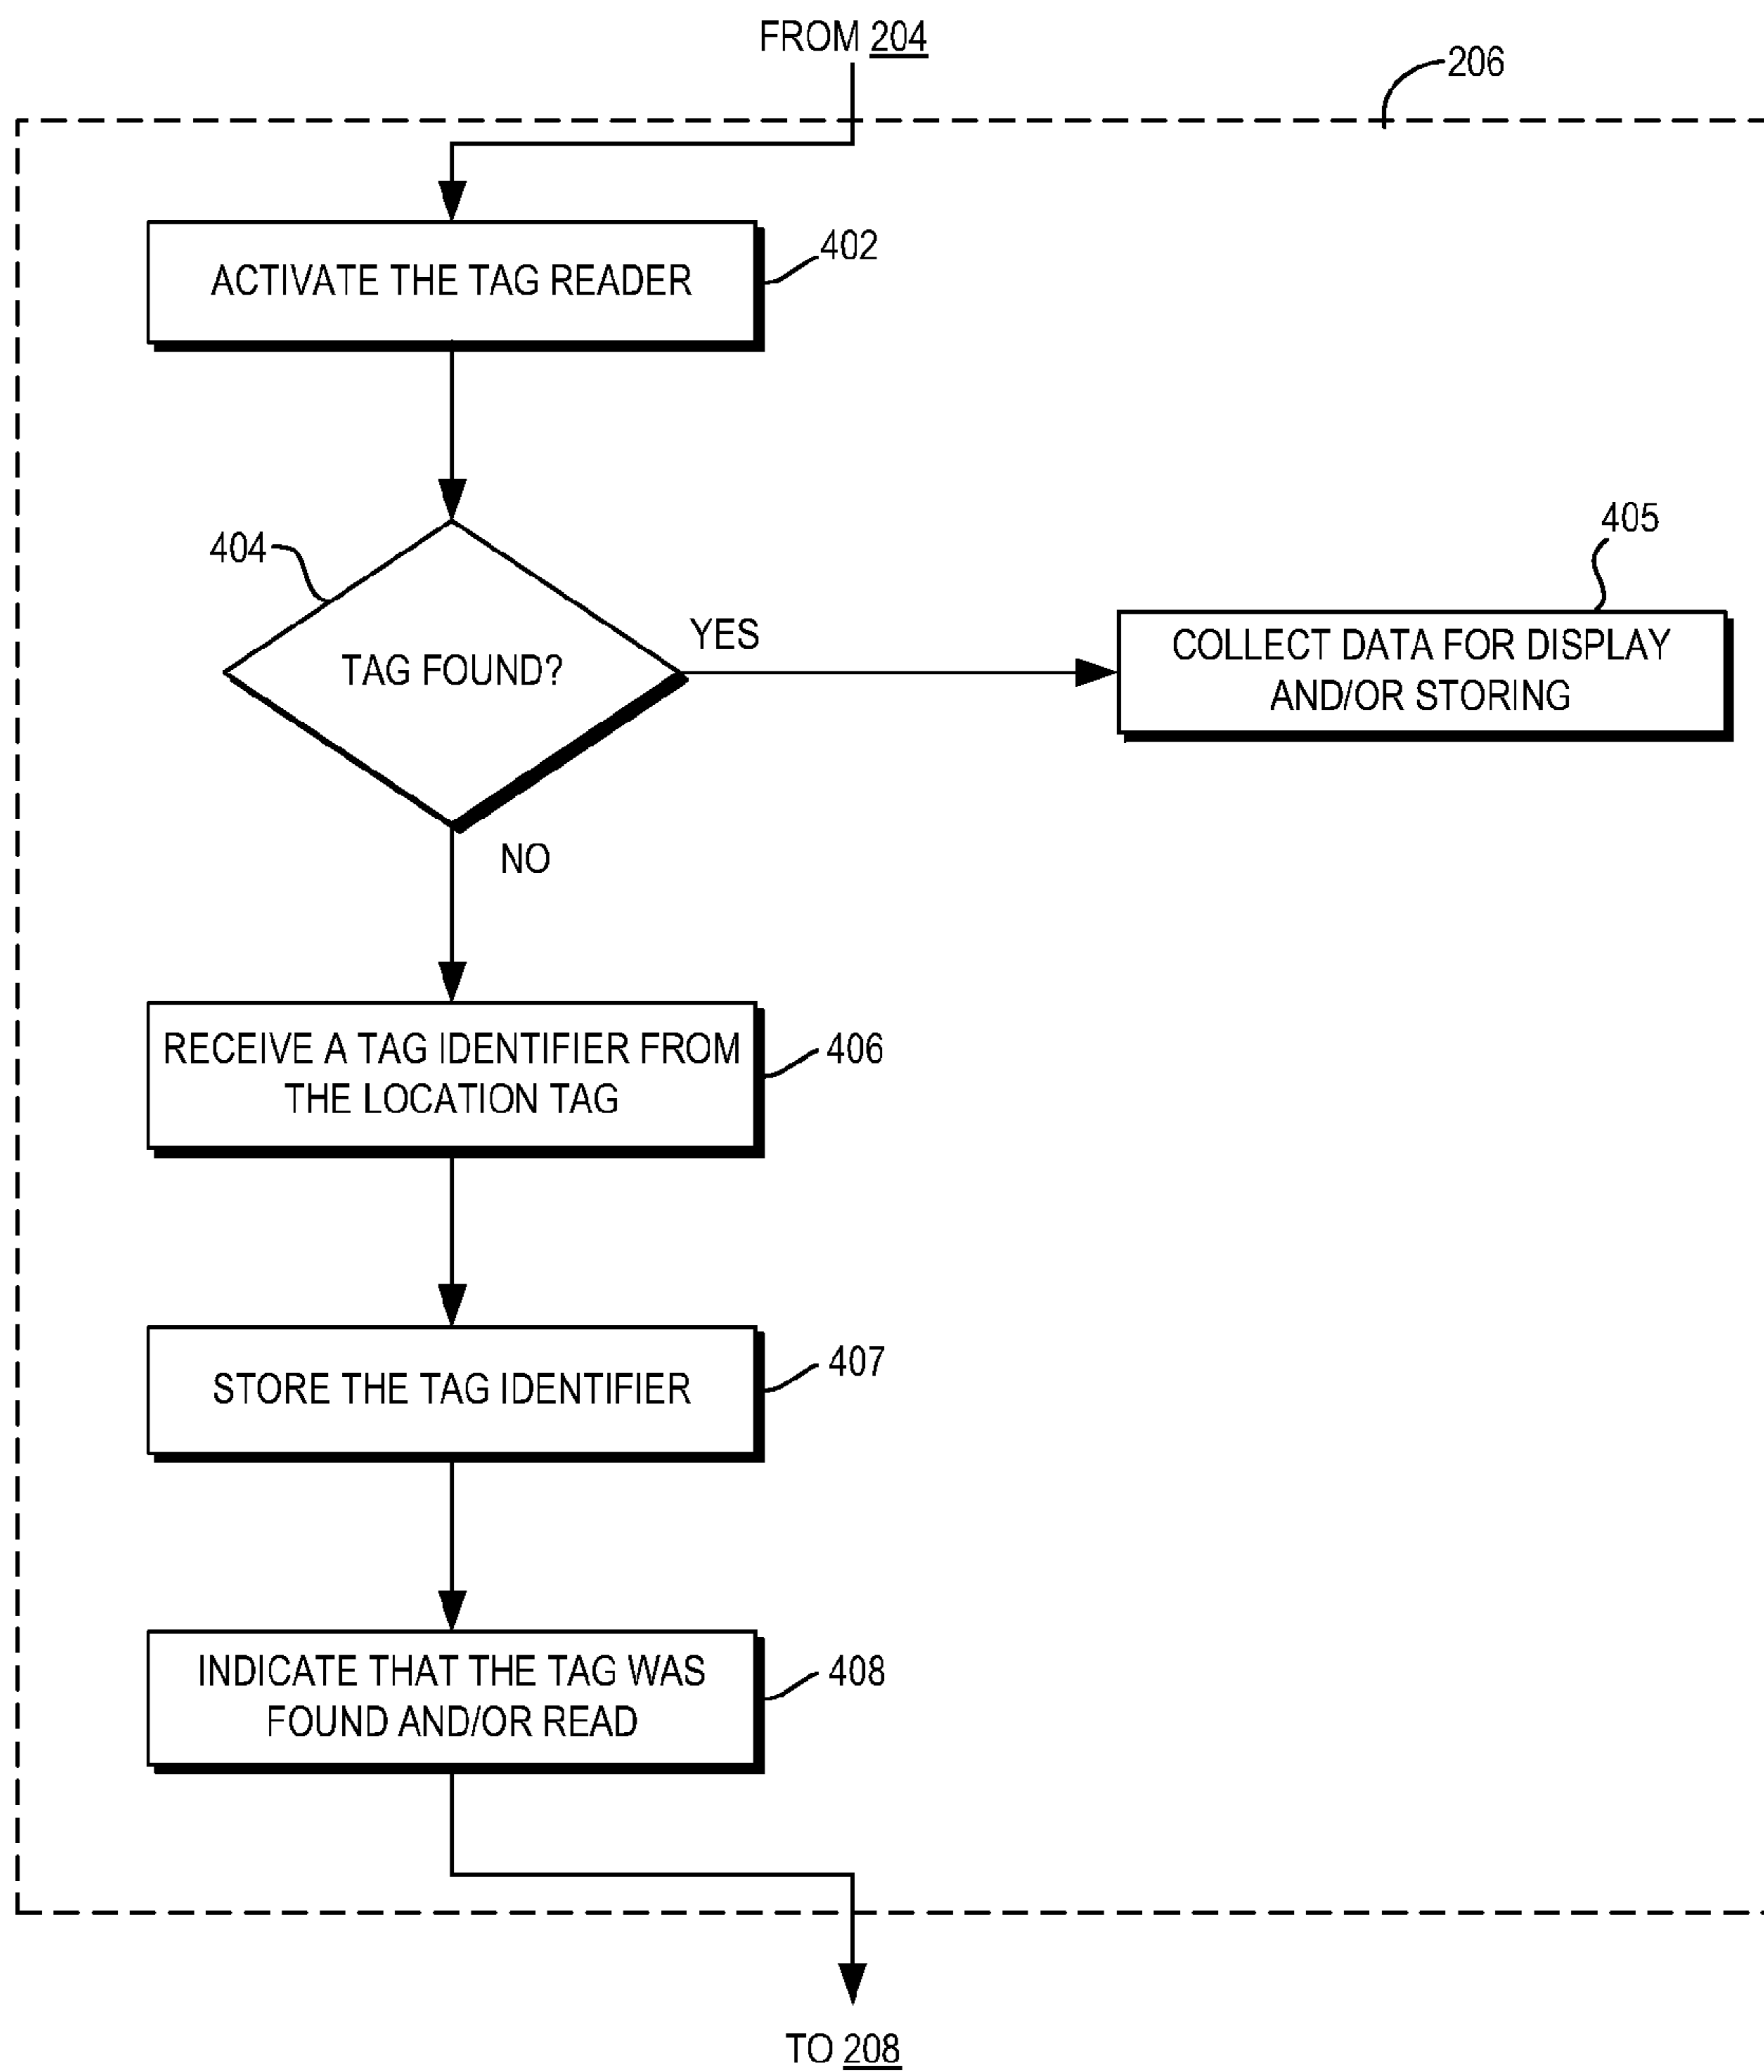 FROM 204
206
ACTIVATE THE TAG READER
402
404
TAG FOUND?
YES
405
COLLECT DATA FOR DISPLAY
AND/OR STORING
NO
RECEIVE A TAG IDENTIFIER FROM
THE LOCATION TAG
406
STORE THE TAG IDENTIFIER
407
INDICATE THAT THE TAG WAS
FOUND AND/OR READ
408
TO 208